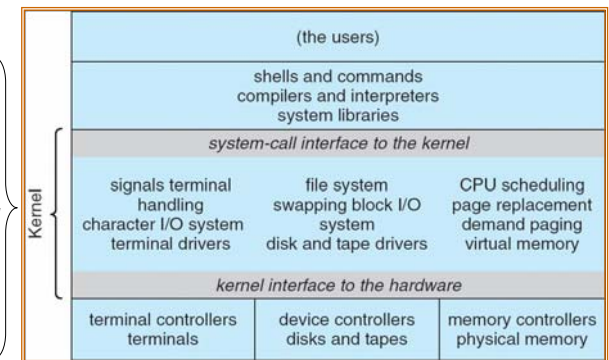 (the users)
shells and commands
compilers and interpreters
system libraries
Kernel
system-call interface to the kernel
signals terminal
handling
character I/O system
terminal drivers
file system
swapping block I/O
system
disk and tape drivers
CPU scheduling
page replacement
demand paging
virtual memory
kernel interface to the hardware
terminal controllers
terminals
device controllers
disks and tapes
memory controllers
physical memory